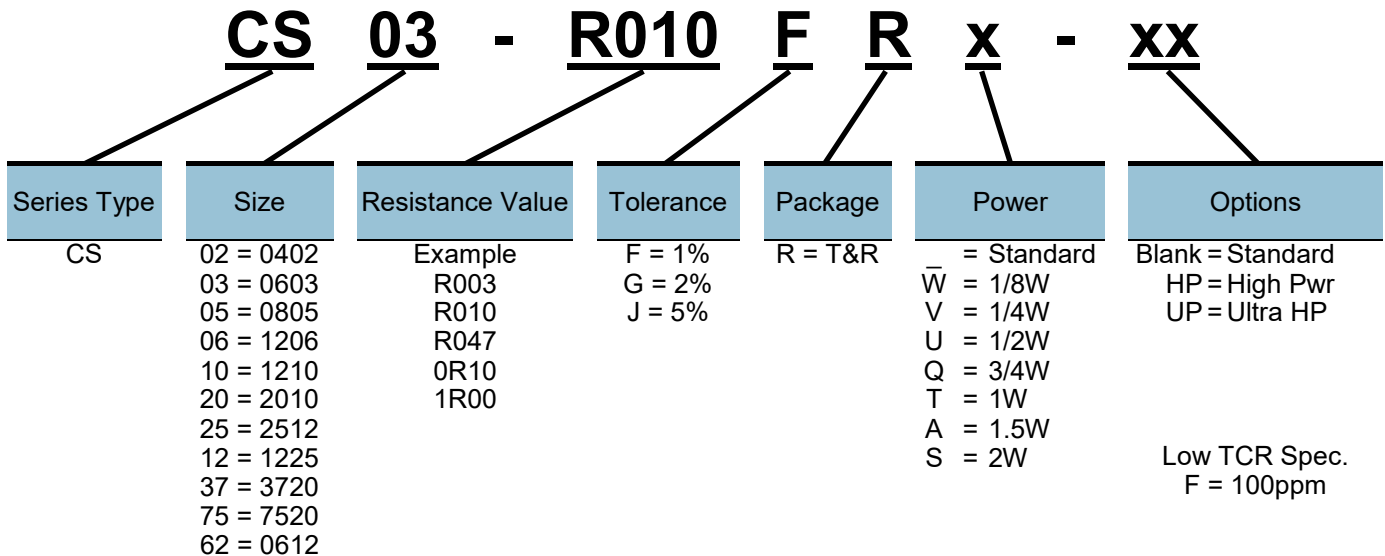 CS 03 - R010 F R x - xx
Series Type Size Resistance Value Tolerance Package Power Options
CS 02 = 0402 Example F = 1% R = T&R _ = Standard Blank = Standard
03 = 0603 R003 G = 2% W = 1/8W HP = High Pwr
05 = 0805 R010 J = 5% V = 1/4W UP = Ultra HP
06 = 1206 R047 U = 1/2W
10 = 1210 0R10 Q = 3/4W
20 = 2010 1R00 T = 1W
25 = 2512 A = 1.5W
12 = 1225 S = 2W Low TCR Spec.
37 = 3720 F = 100ppm
75 = 7520
62 = 0612